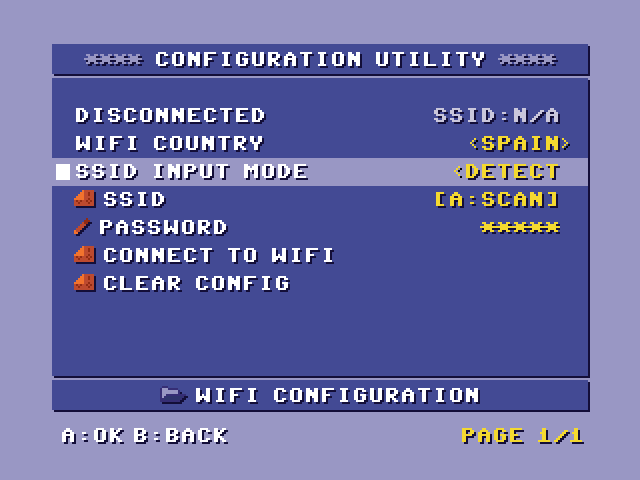 **** CONFIGURATION UTILITY ****
DISCONNECTED SSID:N/A
WIFI COUNTRY <SPAIN>
SSID INPUT MODE <DETECT
SSID [A:SCAN]
PASSWORD *****
CONNECT TO WIFI
CLEAR CONFIG
WIFI CONFIGURATION
A:OK B:BACK PAGE 1/1